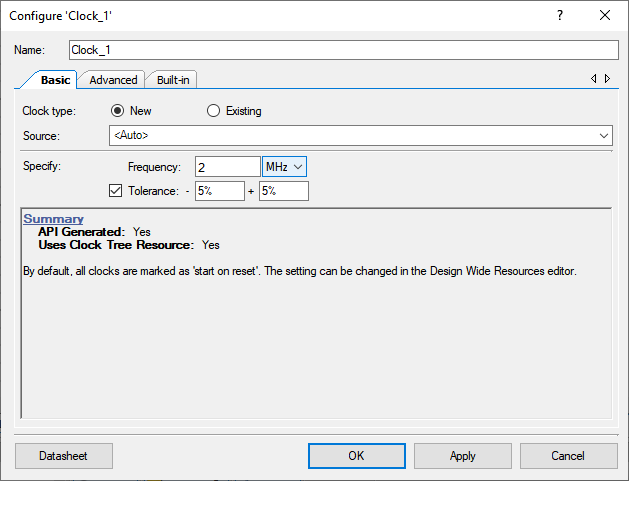 Configure 'Clock_1'
?
Name: Clock_1
Basic Advanced Built-in
Clock type: New Existing
Source: <Auto>
Specify: Frequency: 2 MHz
Tolerance: - 5% + 5%
Summary
API Generated: Yes
Uses Clock Tree Resource: Yes
By default, all clocks are marked as 'start on reset'. The setting can be changed in the Design Wide Resources editor.
Datasheet OK Apply Cancel